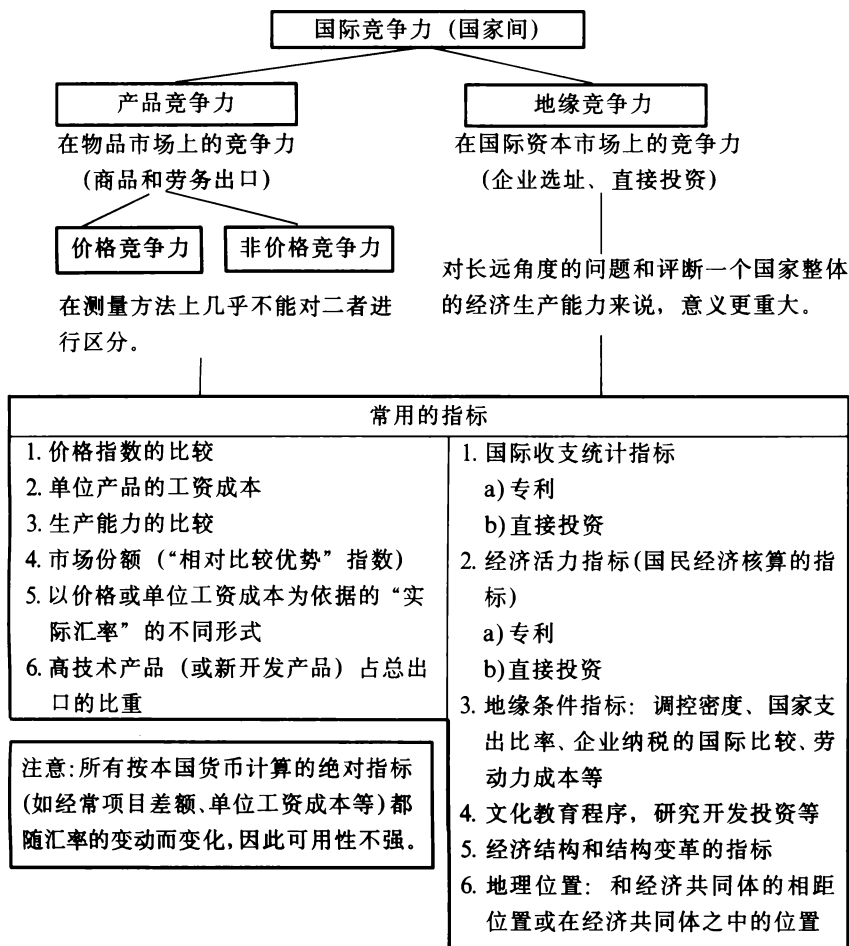 国际竞争力（国家间）
产品竞争力
在物品市场上的竞争力
（商品和劳务出口）
价格竞争力
非价格竞争力
在测量方法上几乎不能对二者进
行区分。
地缘竞争力
在国际资本市场上的竞争力
（企业选址、直接投资）
对长远角度的问题和评断一个国家整体
的经济生产能力来说，意义更重大。
常用的指标
1. 价格指数的比较
2. 单位产品的工资成本
3. 生产能力的比较
4. 市场份额（“相对比较优势”指数）
5. 以价格或单位工资成本为依据的“实
际汇率”的不同形式
6. 高技术产品（或新开发产品）占总出
口的比重
注意:所有按本国货币计算的绝对指标
(如经常项目差额、单位工资成本等)都
随汇率的变动而变化,因此可用性不强。
1. 国际收支统计指标
a)专利
b)直接投资
2. 经济活力指标(国民经济核算的指
标)
a)专利
b)直接投资
3. 地缘条件指标：调控密度、国家支
出比率、企业纳税的国际比较、劳
动力成本等
4. 文化教育程序，研究开发投资等
5. 经济结构和结构变革的指标
6. 地理位置：和经济共同体的相距
位置或在经济共同体之中的位置